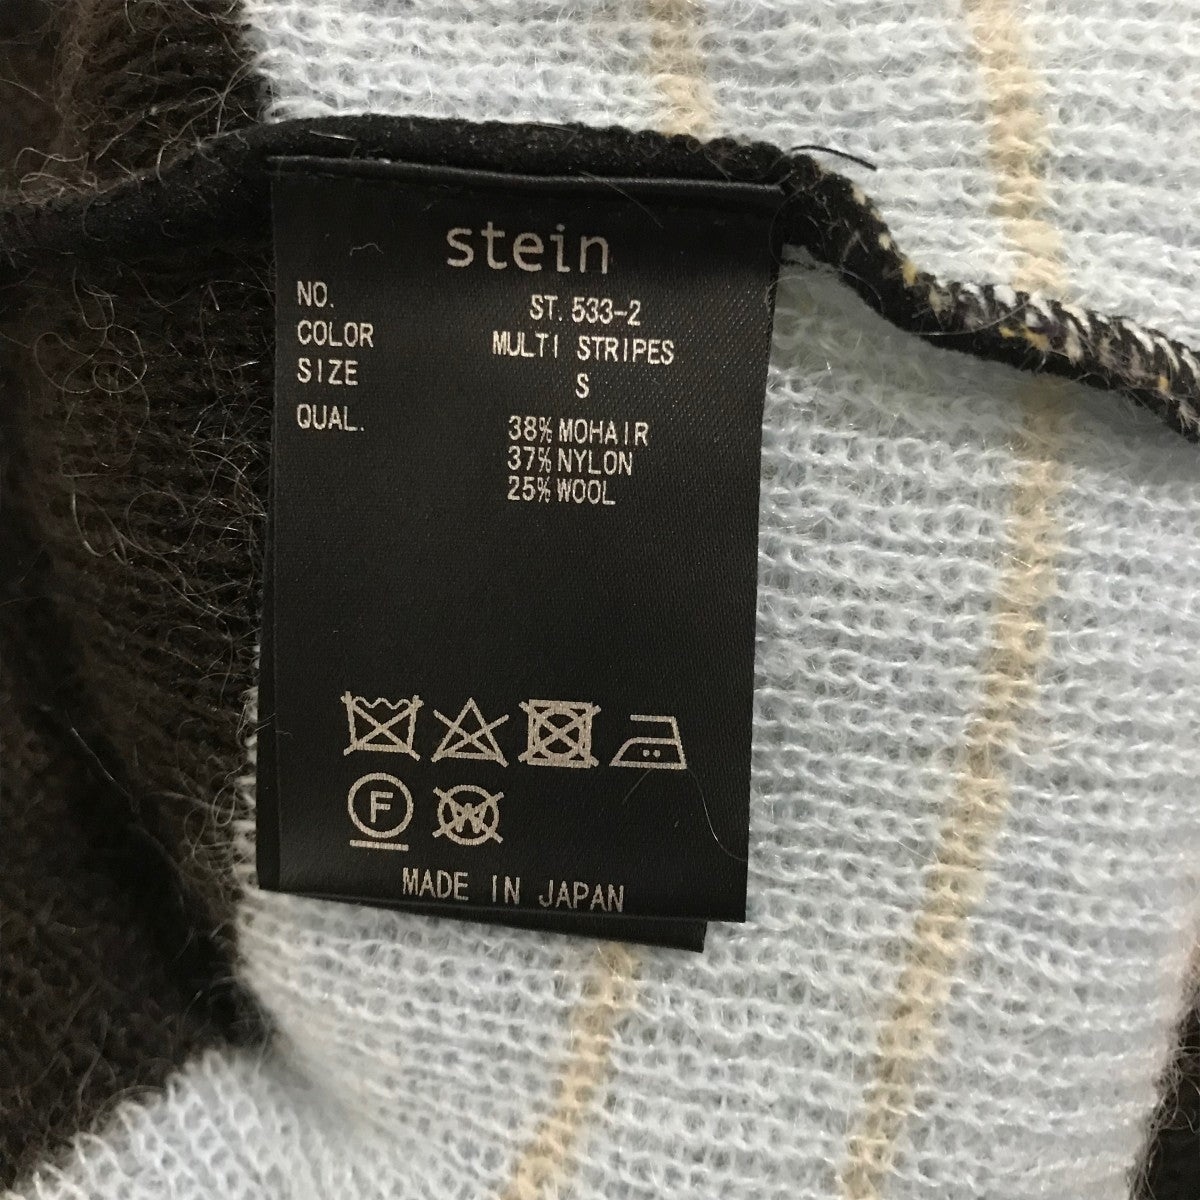 stein
NO. ST.533-2
COLOR MULTI STRIPES
SIZE S
QUAL. 38% MOHAIR
37% NYLON
25% WOOL
F W
MADE IN JAPAN